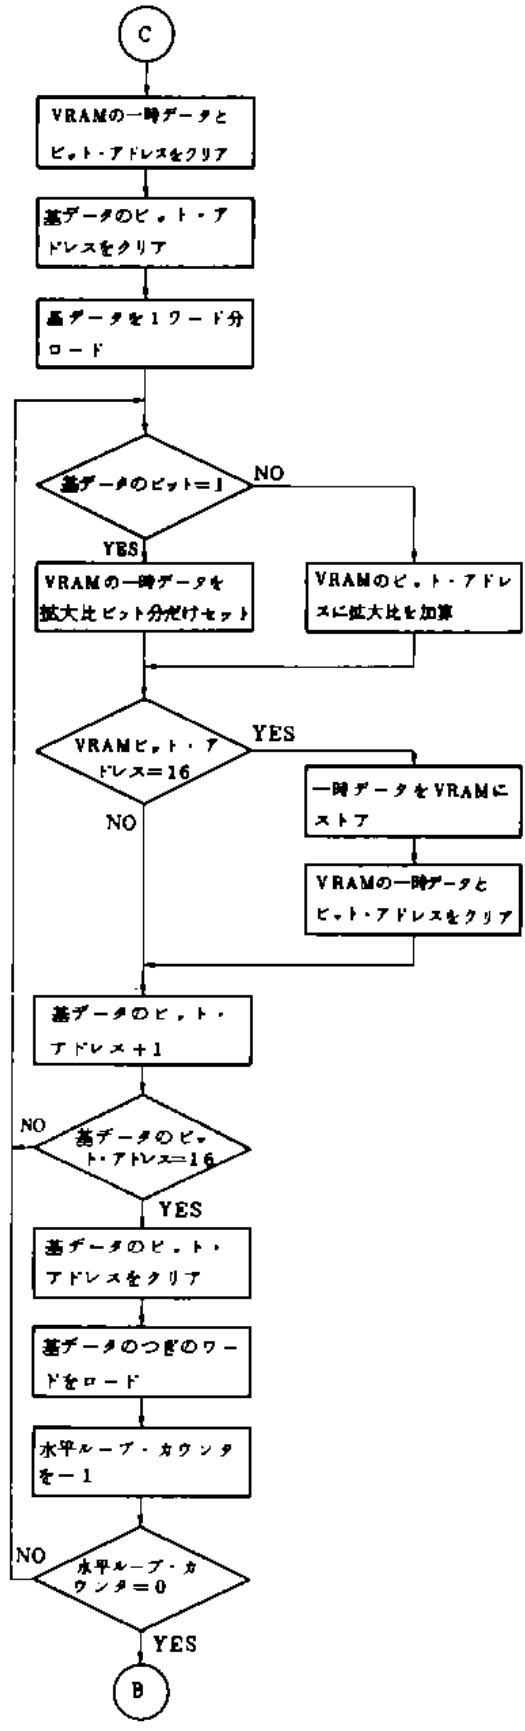 C
VRAMの一時データと
ビット・アドレスをクリア
基データのビット・ア
ドレスをクリア
基データを1ワード分
ロード
基データのビット=1
NO
YES
VRAMの一時データを
拡大比ビット分だけセット
VRAMのビット・アドレ
スに拡大比を加算
VRAMビット・ア
ドレス=16
YES
NO
一時データをVRAMに
ストア
VRAMの一時データと
ビット・アドレスをクリア
基データのビット・
アドレス+1
基データのビッ
ト・アドレス=16
NO
YES
基データのビット・
アドレスをクリア
基データのつぎのワー
ドをロード
水平ループ・カウンタ
を-1
水平ループ・カ
ウンタ=0
NO
YES
B